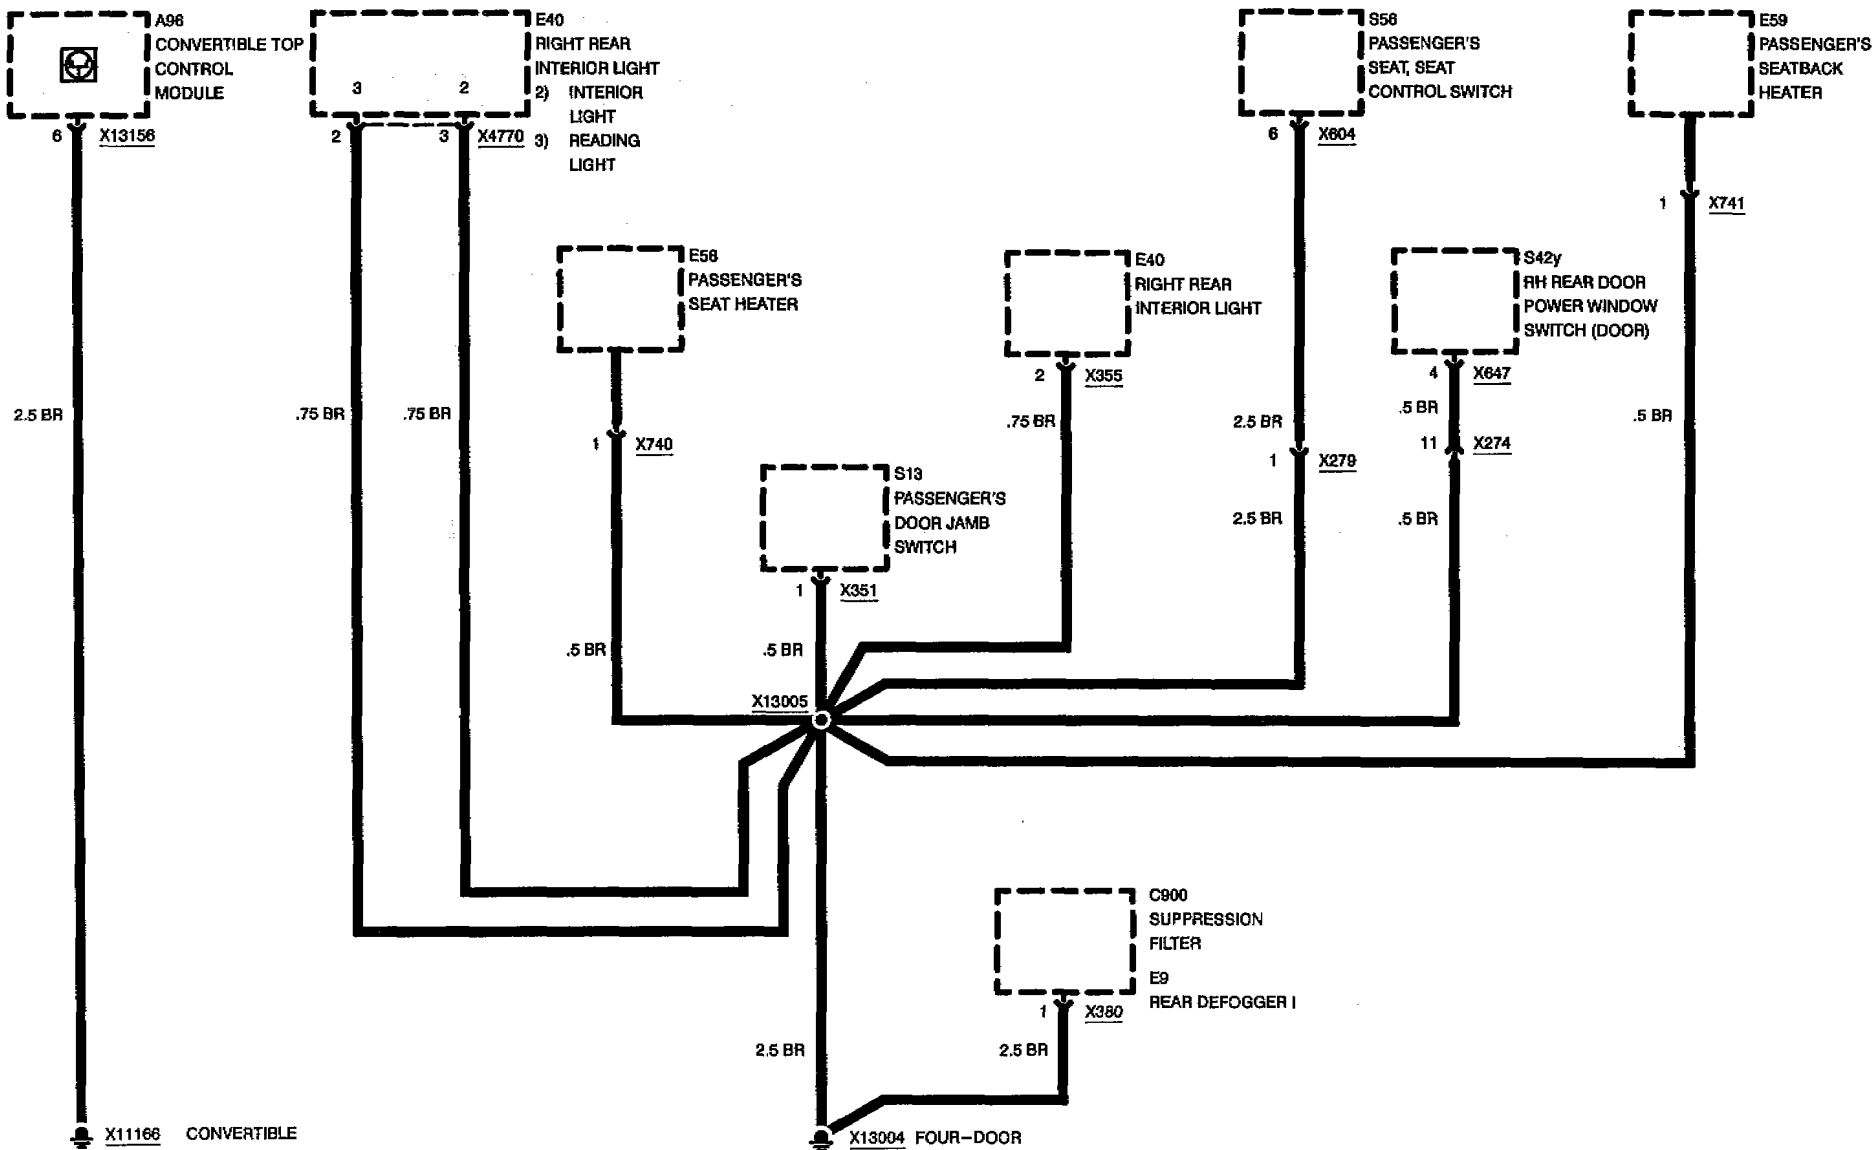 A96
CONVERTIBLE TOP
CONTROL
MODULE
6
X13156
E40
RIGHT REAR
INTERIOR LIGHT
2) INTERIOR
LIGHT
3) READING
LIGHT
3
2
2
3
X4770
S56
PASSENGER'S
SEAT, SEAT
CONTROL SWITCH
6
X604
E59
PASSENGER'S
SEATBACK
HEATER
1
X741
E58
PASSENGER'S
SEAT HEATER
1
X740
E40
RIGHT REAR
INTERIOR LIGHT
2
X355
S42y
RH REAR DOOR
POWER WINDOW
SWITCH (DOOR)
4
X647
.5 BR
11
X274
2.5 BR
.75 BR
.75 BR
.75 BR
2.5 BR
1
X279
2.5 BR
.5 BR
.5 BR
S13
PASSENGER'S
DOOR JAMB
SWITCH
1
X351
.5 BR
.5 BR
X13005
C900
SUPPRESSION
FILTER
E9
REAR DEFOGGER I
1
X380
2.5 BR
2.5 BR
X11166 CONVERTIBLE
X13004 FOUR-DOOR